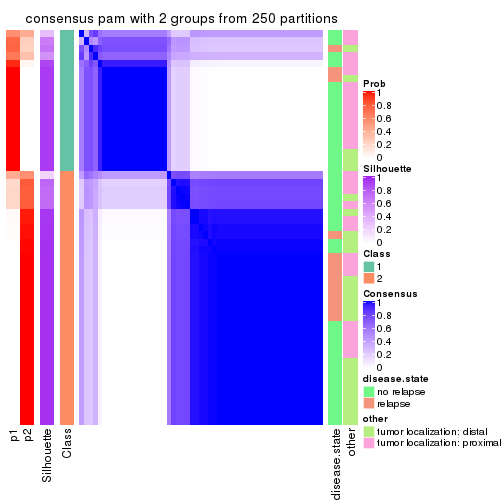 consensus pam with 2 groups from 250 partitions
Prob
1
0.8
0.6
0.4
0.2
0
Silhouette
1
0.8
0.6
0.4
0.2
0
Class
1
2
Consensus
1
0.8
0.6
0.4
0.2
0
disease.state
no relapse
relapse
other
tumor localization: distal
tumor localization: proximal
p1
p2
Silhouette
Class
disease.state
other